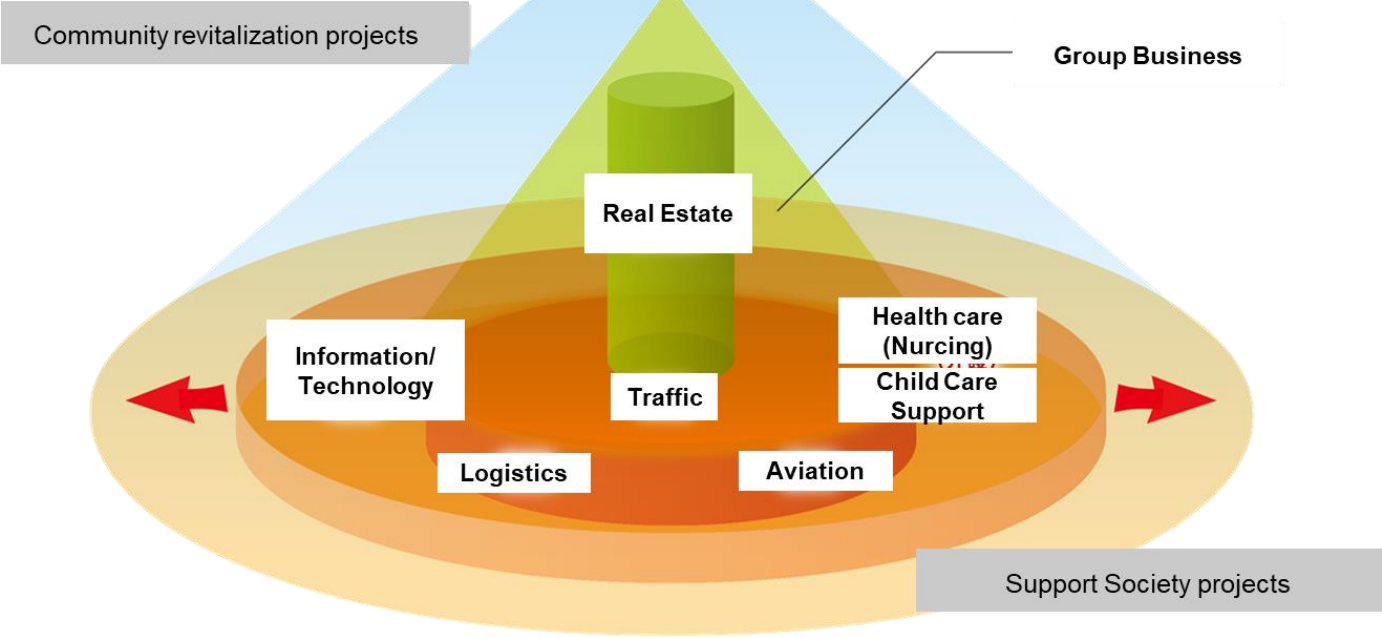 Community revitalization projects
Group Business
Real Estate
Health care
(Nurcing)
Information/
Technology
Child Care
Support
Traffic
Logistics
Aviation
Support Society projects